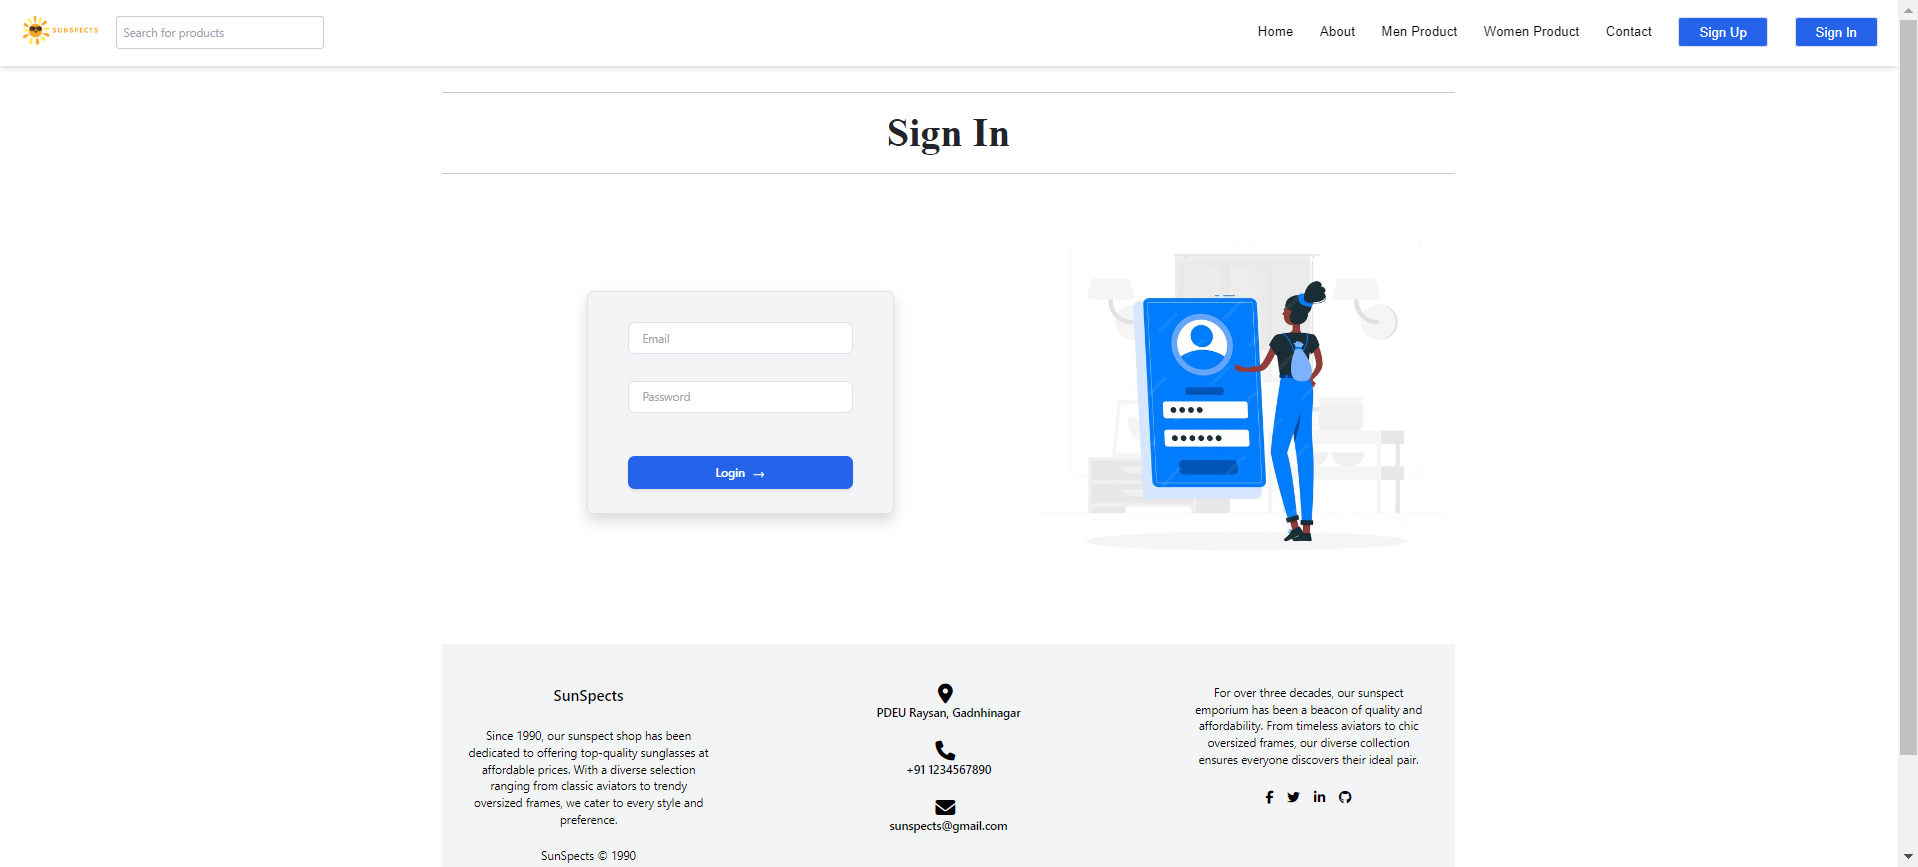 SUNSPECTS
Search for products
Home
About
Men Product
Women Product
Contact
Sign Up
Sign In
Sign In
Email
Password
Login →
SunSpects
Since 1990, our sunspect shop has been
dedicated to offering top-quality sunglasses at
affordable prices. With a diverse selection
ranging from classic aviators to trendy
oversized frames, we cater to every style and
preference.
SunSpects © 1990
PDEU Raysan, Gadnhinagar
+91 1234567890
sunspects@gmail.com
For over three decades, our sunspect
emporium has been a beacon of quality and
affordability. From timeless aviators to chic
oversized frames, our diverse collection
ensures everyone discovers their ideal pair.